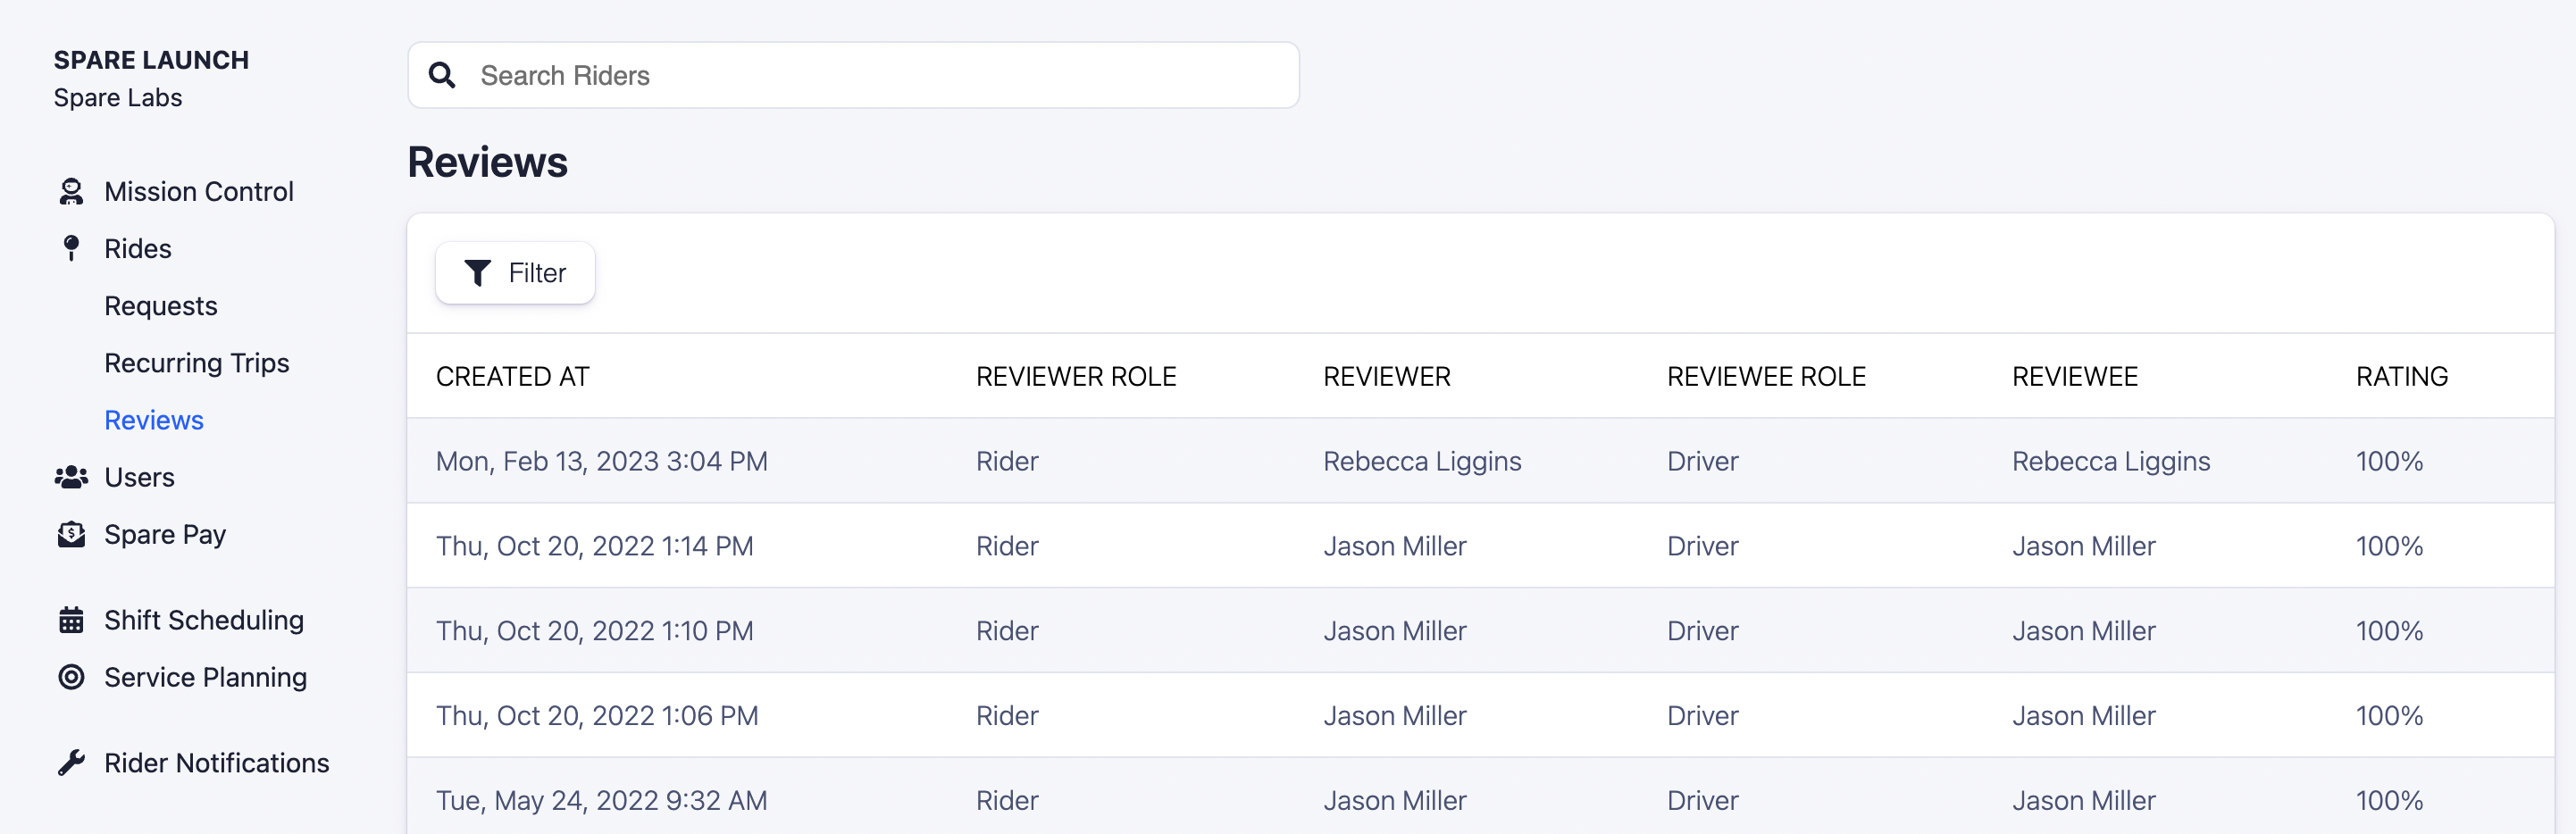 SPARE LAUNCH
Spare Labs
Mission Control
Rides
Requests
Recurring Trips
Reviews
Users
Spare Pay
Shift Scheduling
Service Planning
Rider Notifications
Search Riders
Reviews
Filter
CREATED AT REVIEWER ROLE REVIEWER REVIEWEE ROLE REVIEWEE RATING
Mon, Feb 13, 2023 3:04 PM Rider Rebecca Liggins Driver Rebecca Liggins 100%
Thu, Oct 20, 2022 1:14 PM Rider Jason Miller Driver Jason Miller 100%
Thu, Oct 20, 2022 1:10 PM Rider Jason Miller Driver Jason Miller 100%
Thu, Oct 20, 2022 1:06 PM Rider Jason Miller Driver Jason Miller 100%
Tue, May 24, 2022 9:32 AM Rider Jason Miller Driver Jason Miller 100%